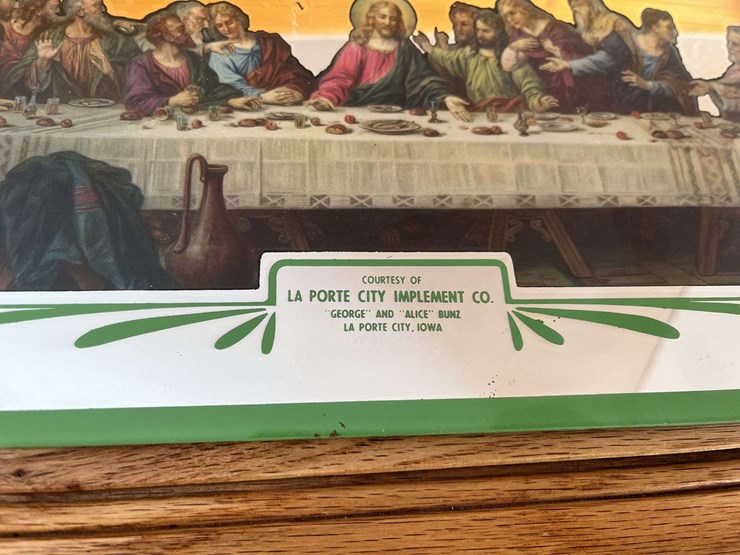 COURTESY OF
LA PORTE CITY IMPLEMENT CO.
"GEORGE" AND "ALICE" BUNZ
LA PORTE CITY, IOWA